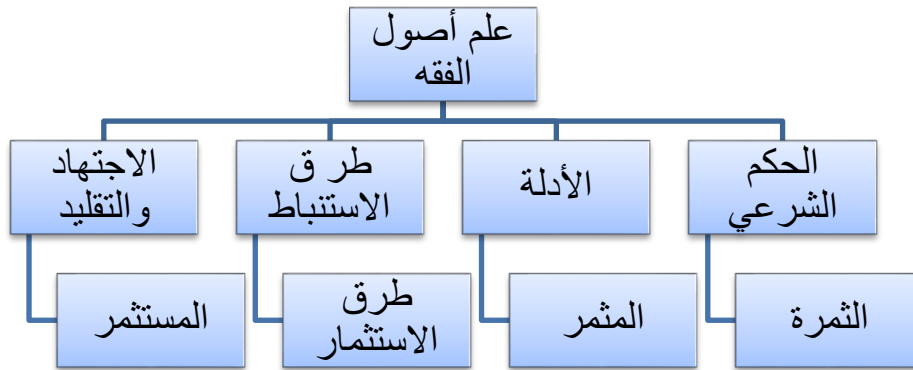 علم أصول
الفقه
الحكم
الشرعي
الأدلة
طر ق
الاستنباط
الاجتهاد
والتقليد
الثمرة
المثمر
طرق
الاستثمار
المستثمر